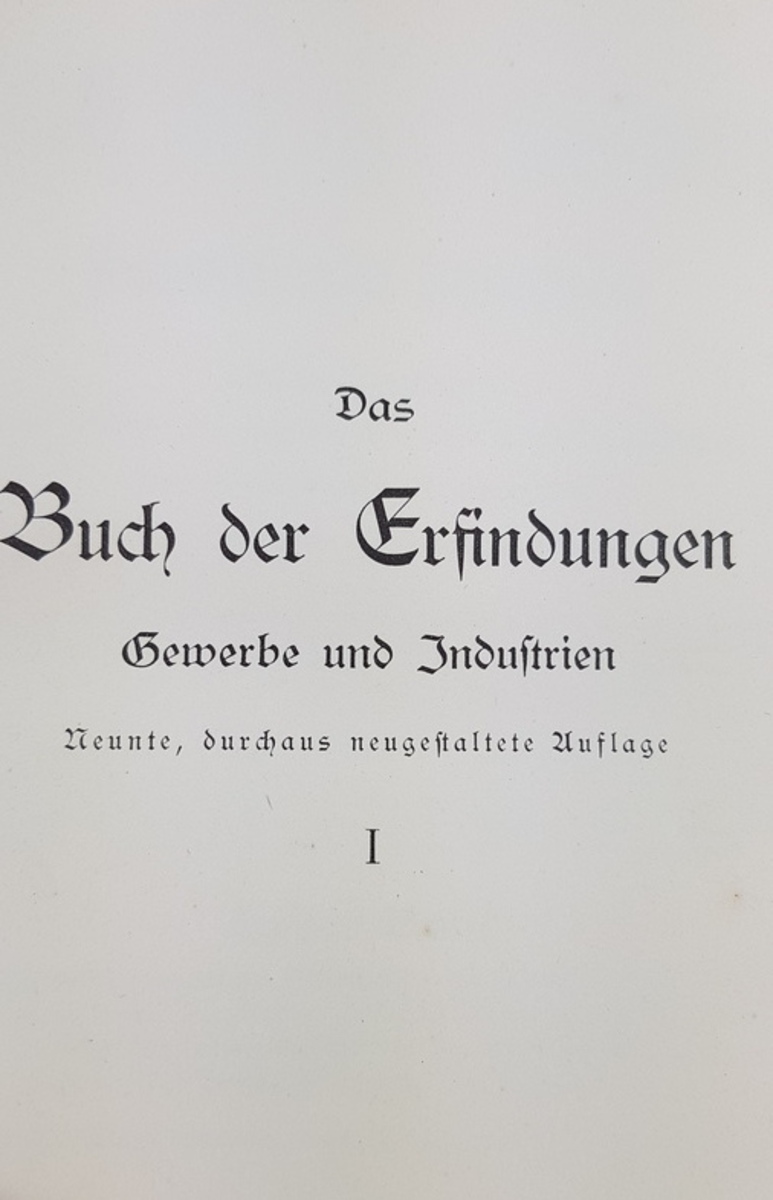 Das
Buch der Erfindungen
Gewerbe und Induſtrien
Neunte, durchaus neugeſtaltete Auflage
I